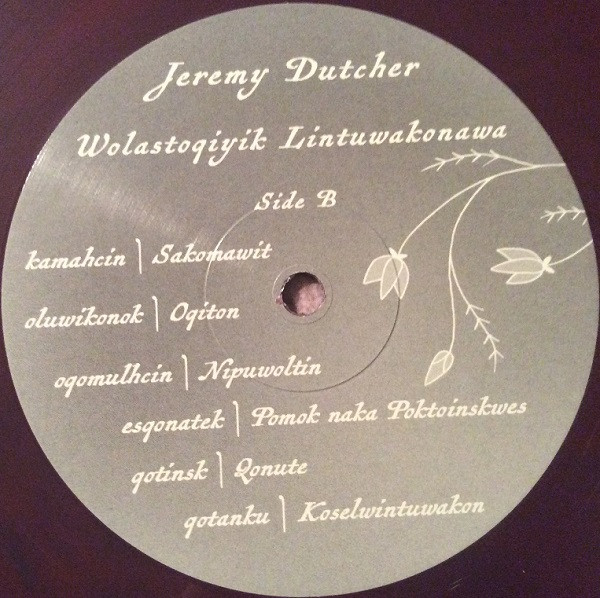 Jeremy Dutcher
Wolastoqiyik Lintuwakonawa
Side B
kamahcin | Sakomawit
oluwikonok | Oqiton
oqomulhcin | Nipuwoltin
esqonatek | Pomok naka Poktoinskwes
qotinsk | Qonute
qotanku | Koselwintuwakon